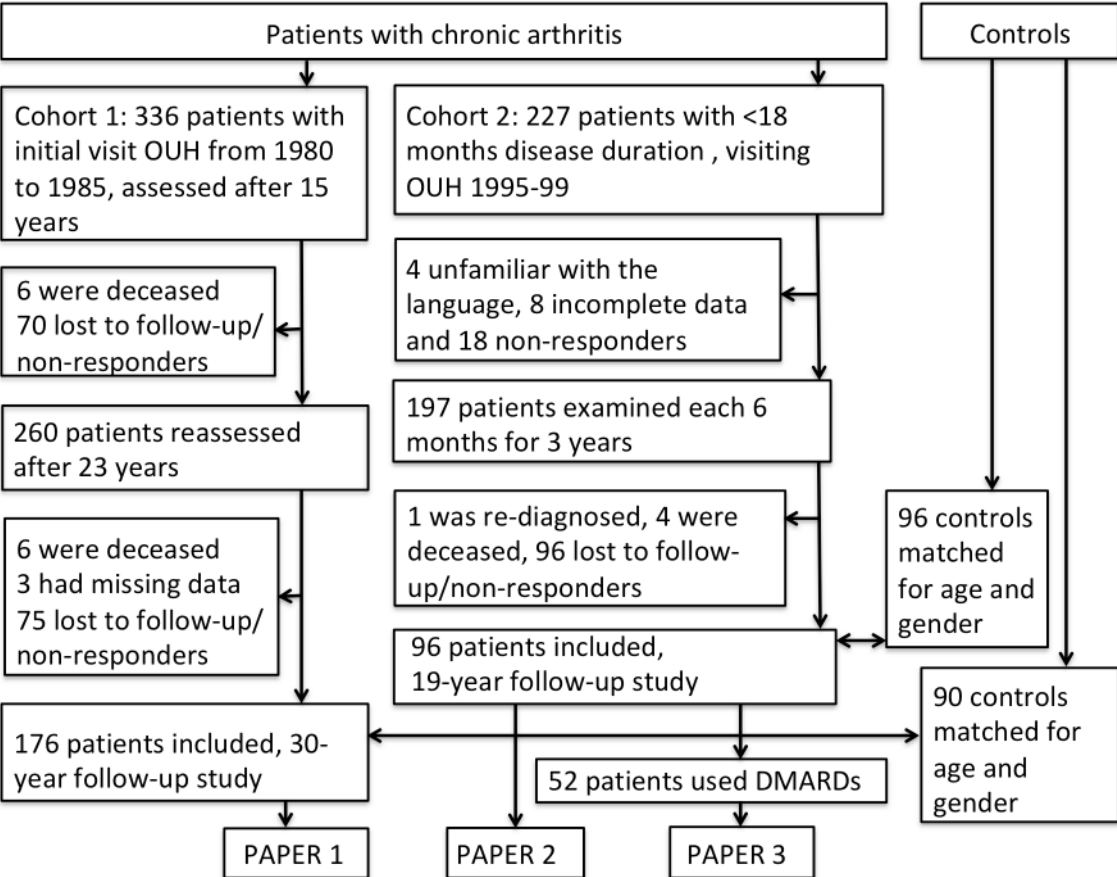 Patients with chronic arthritis
Controls
Cohort 1: 336 patients with
initial visit OUH from 1980
to 1985, assessed after 15
years
Cohort 2: 227 patients with <18
months disease duration , visiting
OUH 1995-99
6 were deceased
70 lost to follow-up/
non-responders
4 unfamiliar with the
language, 8 incomplete data
and 18 non-responders
260 patients reassessed
after 23 years
197 patients examined each 6
months for 3 years
6 were deceased
3 had missing data
75 lost to follow-up/
non-responders
1 was re-diagnosed, 4 were
deceased, 96 lost to follow-
up/non-responders
96 controls
matched
for age and
gender
96 patients included,
19-year follow-up study
90 controls
matched for
age and
gender
176 patients included, 30-
year follow-up study
52 patients used DMARDs
PAPER 1
PAPER 2
PAPER 3